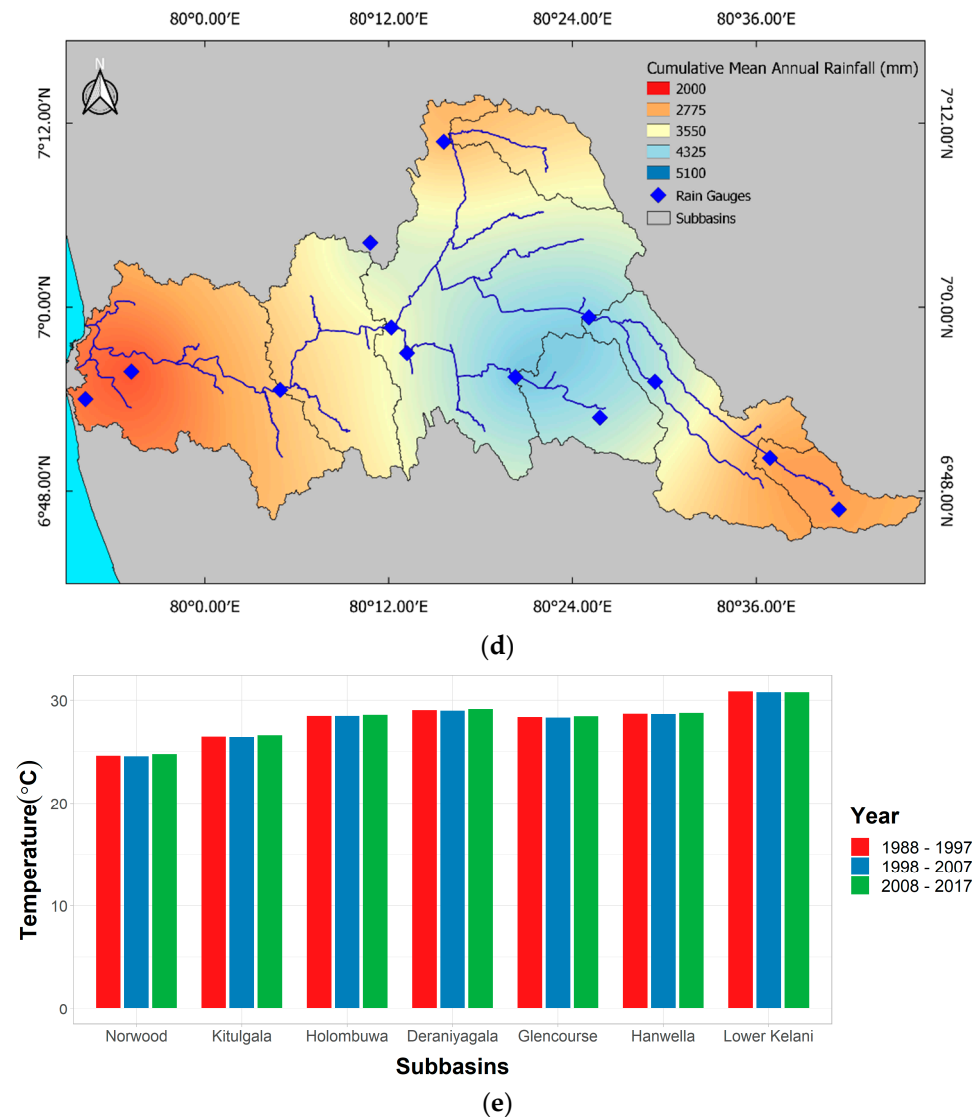 80°0.00′E 80°12.00′E 80°24.00′E 80°36.00′E
N
Cumulative Mean Annual Rainfall (mm)
2000
2775
3550
4325
5100
Rain Gauges
Subbasins
7°12.00′N
7°0.00′N
6°48.00′N
7°12.00′N
7°0.00′N
6°48.00′N
80°0.00′E 80°12.00′E 80°24.00′E 80°36.00′E
(d)
Temperature(°C)
30
20
10
0
Norwood Kitulgala Holombuwa Deraniyagala Glencourse Hanwella Lower Kelani
Subbasins
Year
1988 - 1997
1998 - 2007
2008 - 2017
(e)